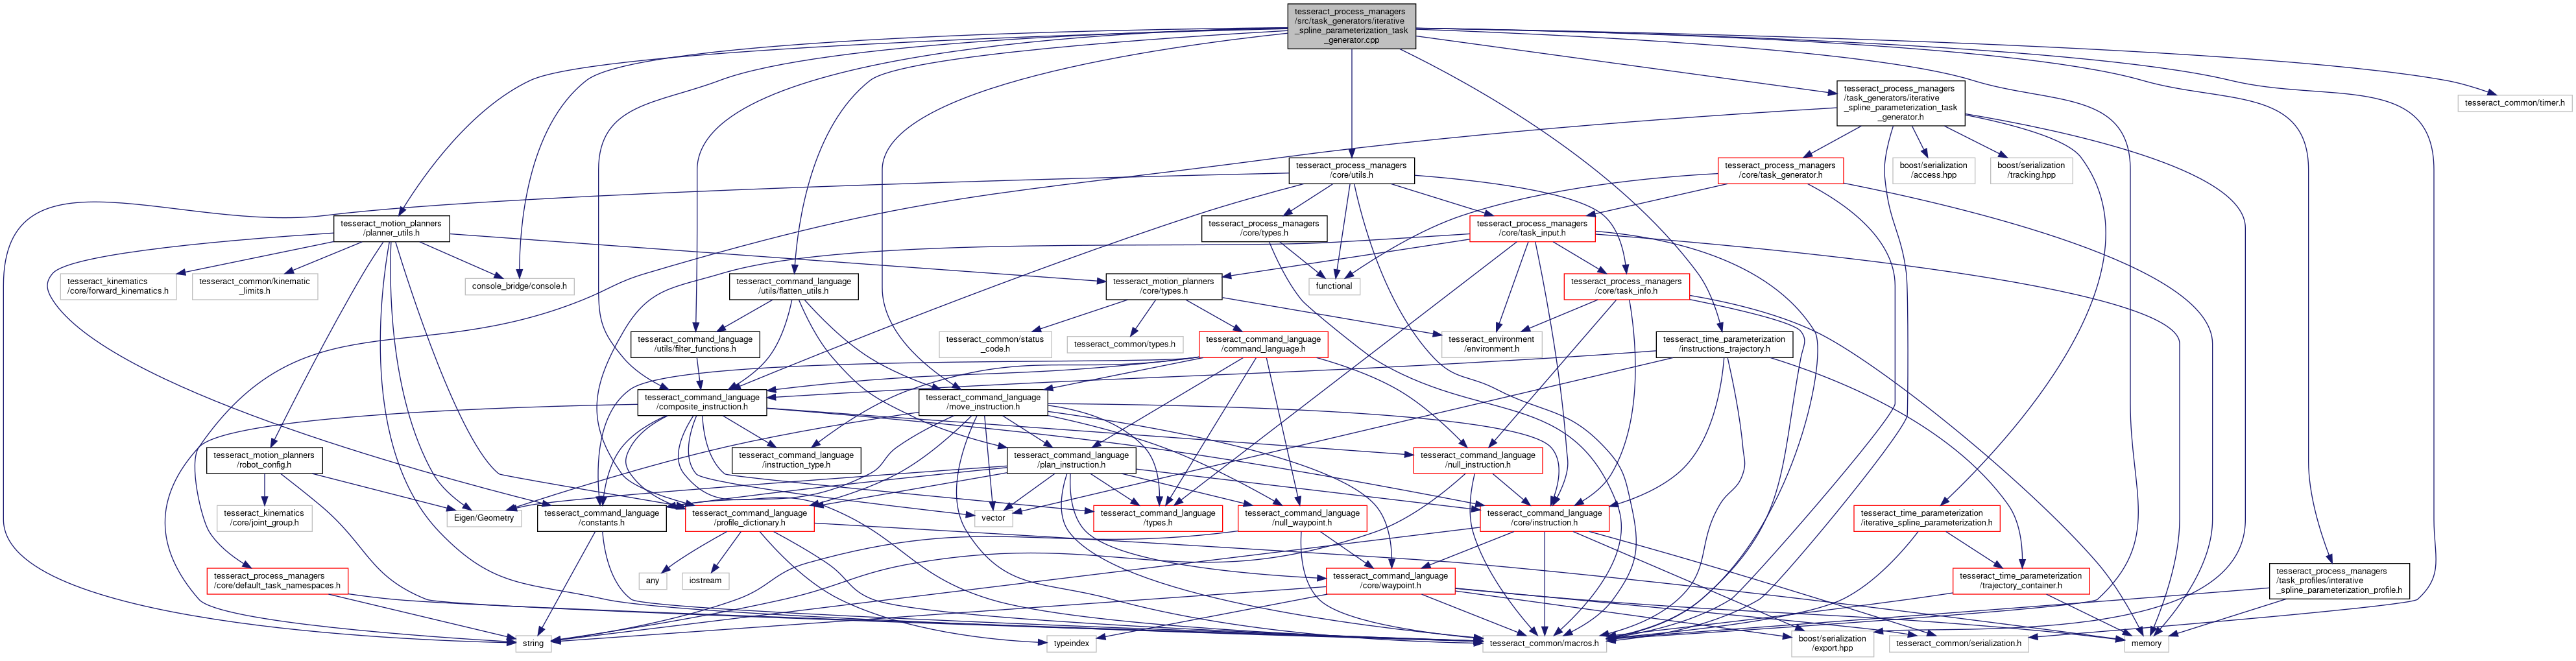 tesseract_process_managers
/src/task_generators/iterative
_spline_parameterization_task
_generator.cpp
tesseract_process_managers
/task_generators/iterative
_spline_parameterization_task
_generator.h
tesseract_common/timer.h
tesseract_process_managers
/core/utils.h
tesseract_process_managers
/core/task_generator.h
boost/serialization
/access.hpp
boost/serialization
/tracking.hpp
tesseract_motion_planners
/planner_utils.h
tesseract_process_managers
/core/types.h
tesseract_process_managers
/core/task_input.h
tesseract_kinematics
/core/forward_kinematics.h
tesseract_common/kinematic
_limits.h
console_bridge/console.h
tesseract_command_language
/utils/flatten_utils.h
tesseract_motion_planners
/core/types.h
functional
tesseract_process_managers
/core/task_info.h
tesseract_command_language
/utils/filter_functions.h
tesseract_common/status
_code.h
tesseract_common/types.h
tesseract_command_language
/command_language.h
tesseract_environment
/environment.h
tesseract_time_parameterization
/instructions_trajectory.h
tesseract_command_language
/composite_instruction.h
tesseract_command_language
/move_instruction.h
tesseract_motion_planners
/robot_config.h
tesseract_command_language
/instruction_type.h
tesseract_command_language
/plan_instruction.h
tesseract_command_language
/null_instruction.h
tesseract_kinematics
/core/joint_group.h
Eigen/Geometry
tesseract_command_language
/constants.h
tesseract_command_language
/profile_dictionary.h
vector
tesseract_command_language
/types.h
tesseract_command_language
/null_waypoint.h
tesseract_command_language
/core/instruction.h
tesseract_time_parameterization
/iterative_spline_parameterization.h
tesseract_process_managers
/core/default_task_namespaces.h
any
iostream
tesseract_command_language
/core/waypoint.h
tesseract_time_parameterization
/trajectory_container.h
tesseract_process_managers
/task_profiles/interative
_spline_parameterization_profile.h
string
typeindex
tesseract_common/macros.h
boost/serialization
/export.hpp
tesseract_common/serialization.h
memory